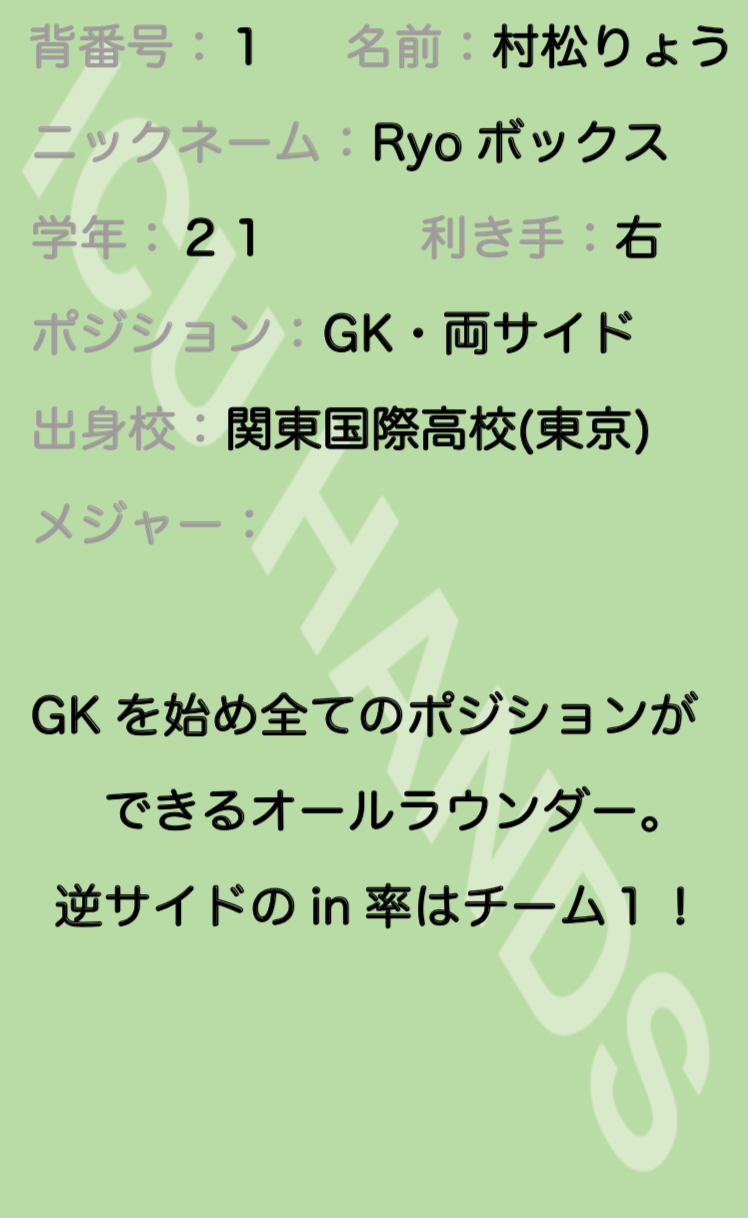 背番号：１　名前：村松りょう
ニックネーム：Ryo ボックス
学年：２１　利き手：右
ポジション：GK・両サイド
出身校：関東国際高校(東京)
メジャー：
GK を始め全てのポジションが
できるオールラウンダー。
逆サイドの in 率はチーム１！
ICU HANDS